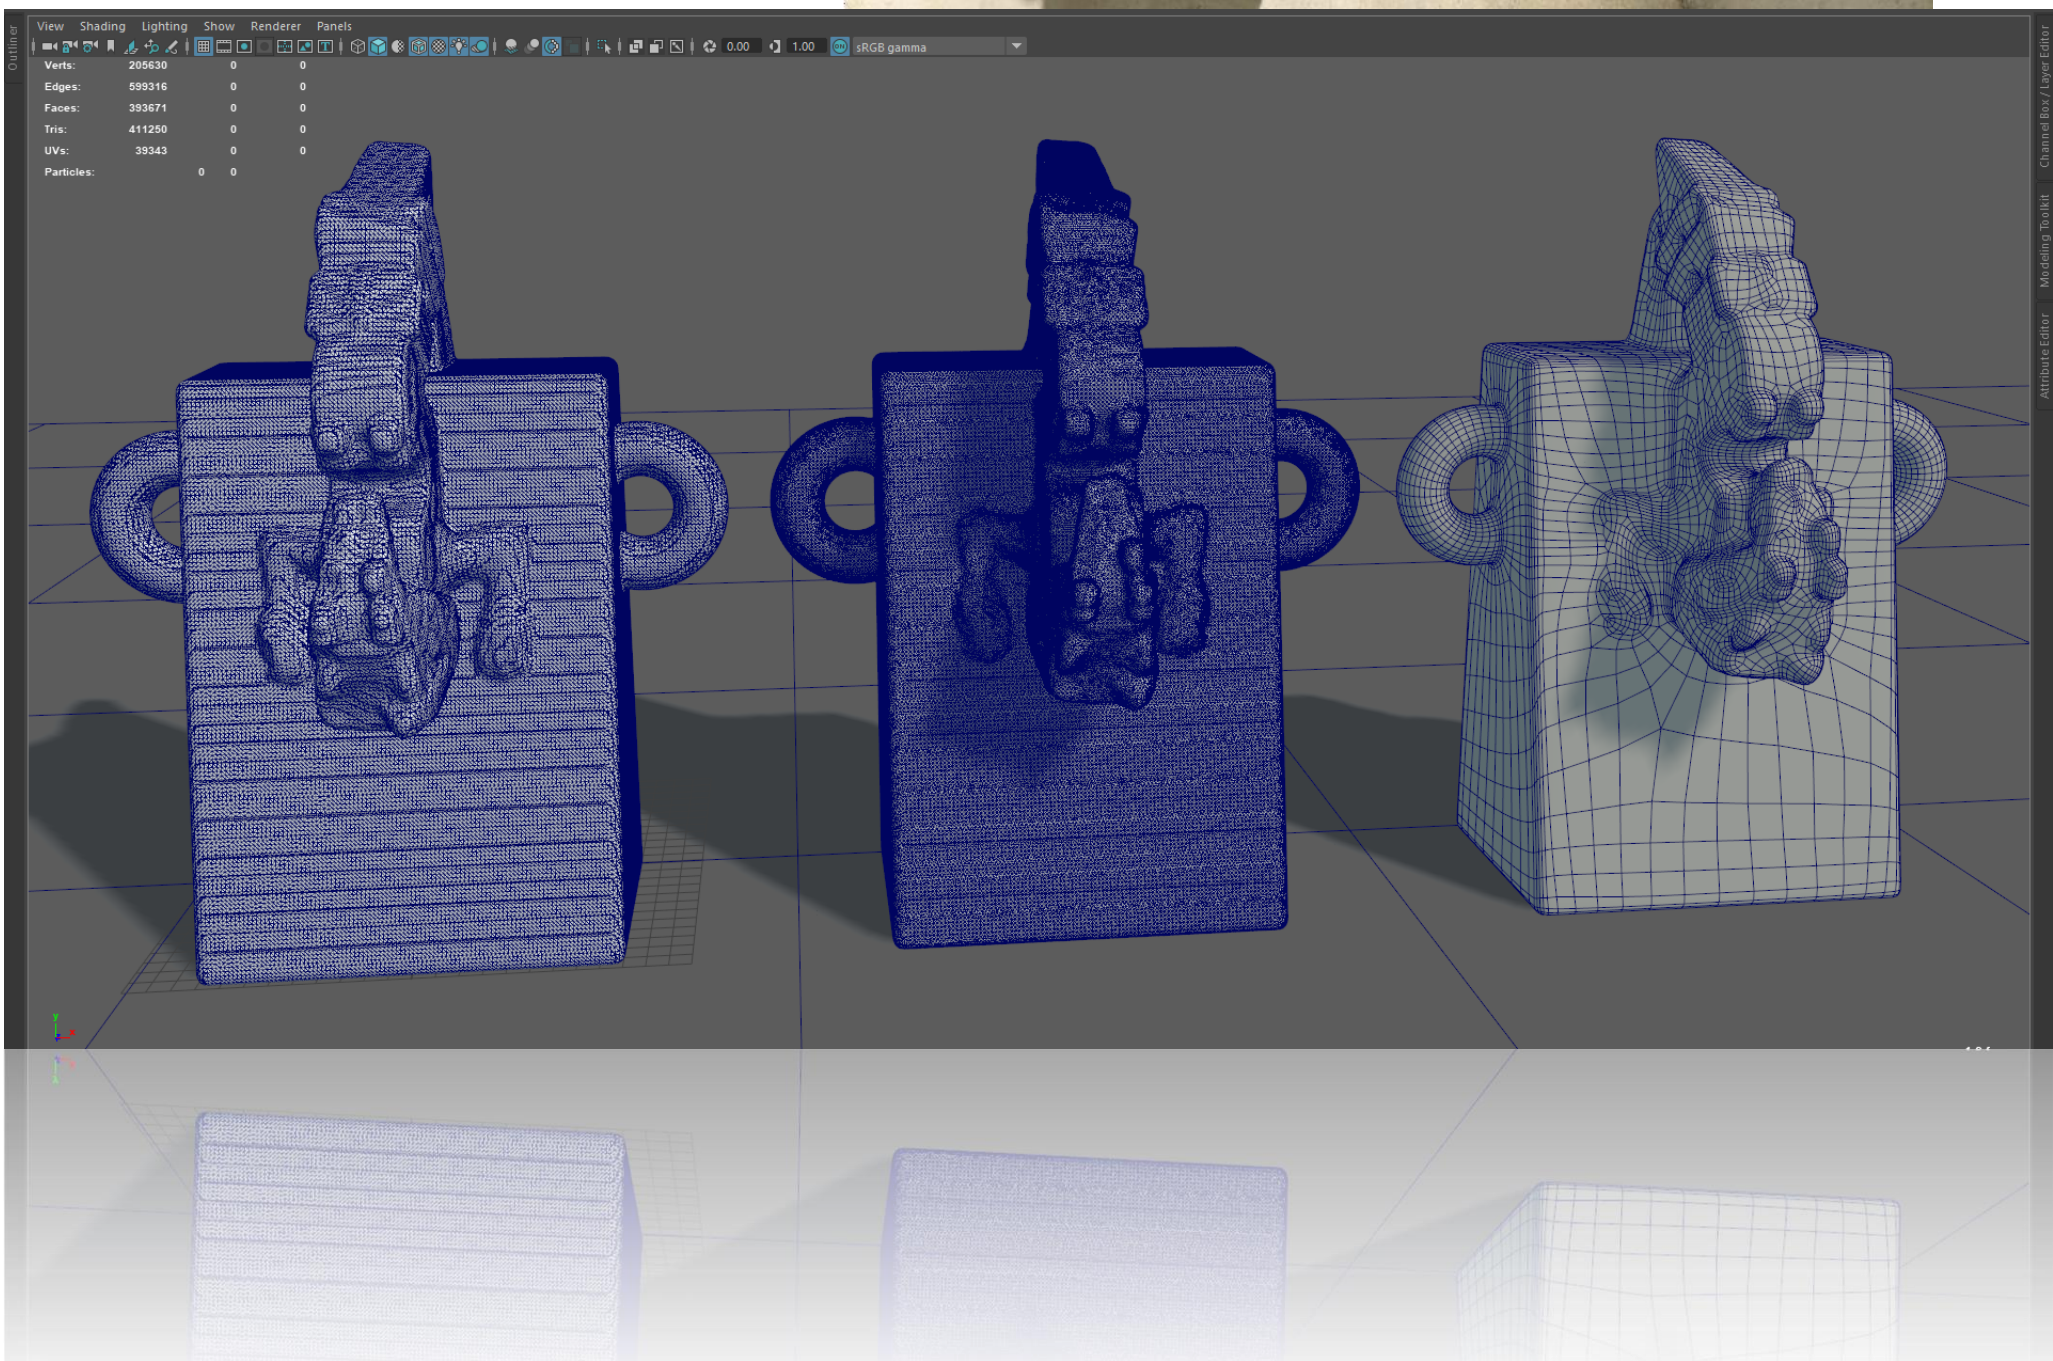 View Shading Lighting Show Renderer Panels
0.00 1.00 ON sRGB gamma
Verts: 205630 0 0
Edges: 599316 0 0
Faces: 393671 0 0
Tris: 411250 0 0
UVs: 39343 0 0
Particles: 0 0
Outliner
Channel Box / Layer Editor
Modeling Toolkit
Attribute Editor
y
x
z